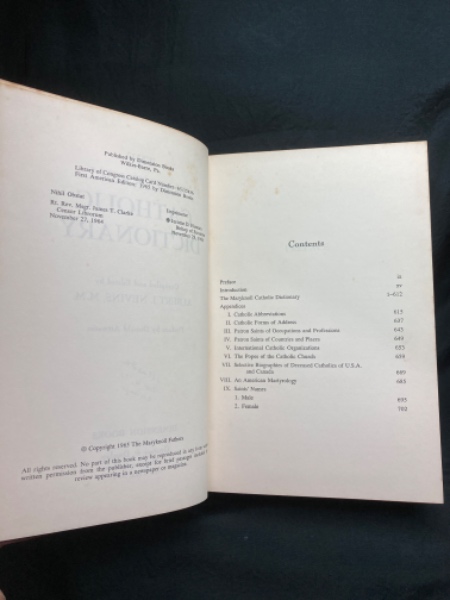 Published by Dimension Books
Wilkes-Barre, Pa.
Library of Congress Catalog Card Number:
First American Edition, 1965 by Dimension Books
Nihil Obstat:
Rt. Rev. Msgr. James T. Clarke
Censor Librorum
November 27, 1964
Imprimatur:
Bishop of Scranton
November
© Copyright 1965 The Maryknoll Fathers
All rights reserved. No part of this book may be reproduced in any form without
written permission from the publisher, except for brief passages included in a
review appearing in a newspaper or magazine.
Contents
Preface ix
Introduction
The Maryknoll Catholic Dictionary 1-612
Appendices
I. Catholic Abbreviations 615
II. Catholic Forms of Address 637
III. Patron Saints of Occupations and Professions 643
IV. Patron Saints of Countries and Places 649
V. International Catholic Organizations 653
VI. The Popes of the Catholic Church 659
VII. Selective Biographies of Deceased Catholics of U.S.A.
and Canada 669
VIII. An American Martyrology 685
IX. Saints' Names
1. Male 695
2. Female 702